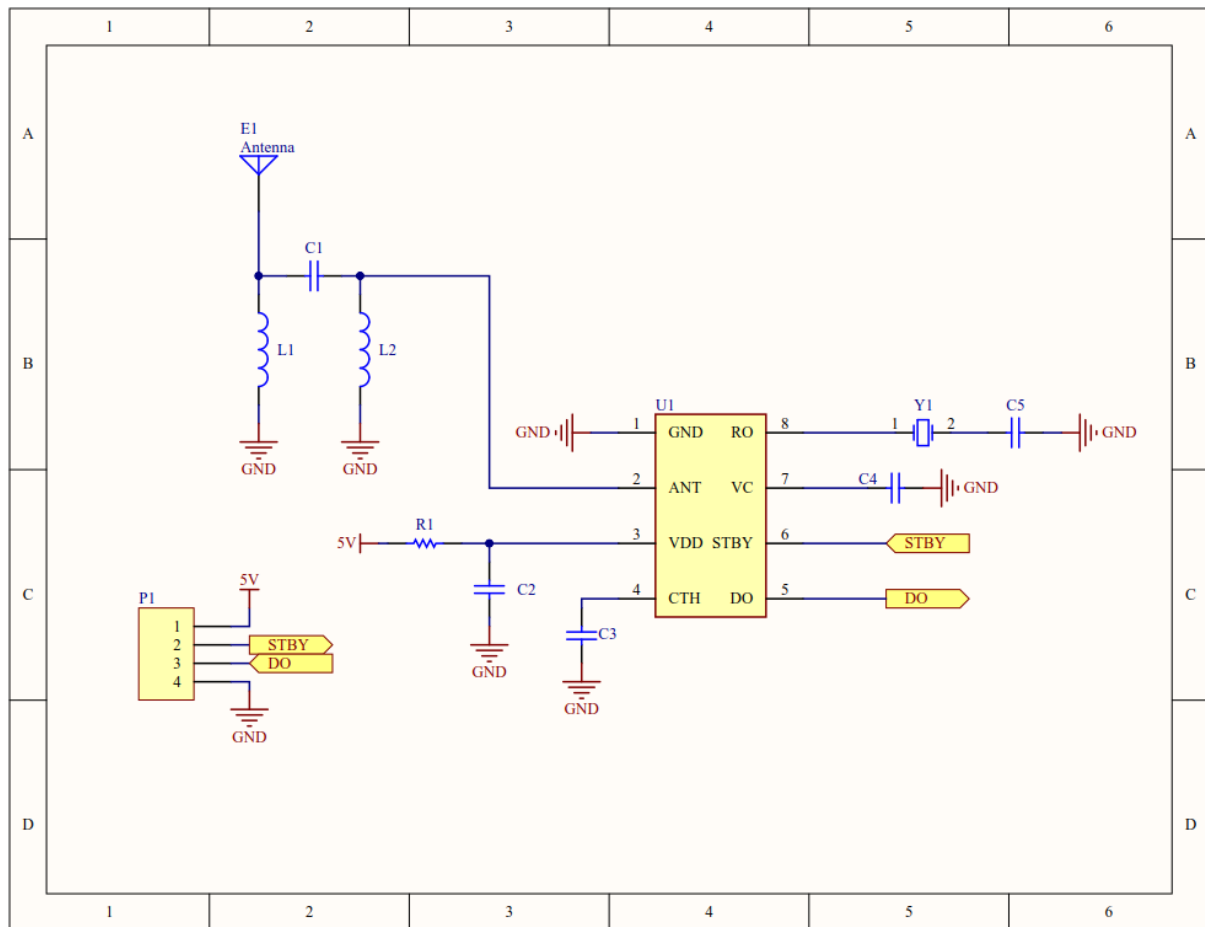 1 2 3 4 5 6
A A
E1
Antenna
C1
B B
L1 L2
U1 Y1 C5
GND 1 GND RO 8 1 2 GND
GND GND
2 ANT VC 7 C4 GND
R1
5V 3 VDD STBY 6 STBY
C C
5V C2
P1 4 CTH DO 5 DO
1
C3
2 STBY
3 DO
GND
4
GND
GND
D D
1 2 3 4 5 6